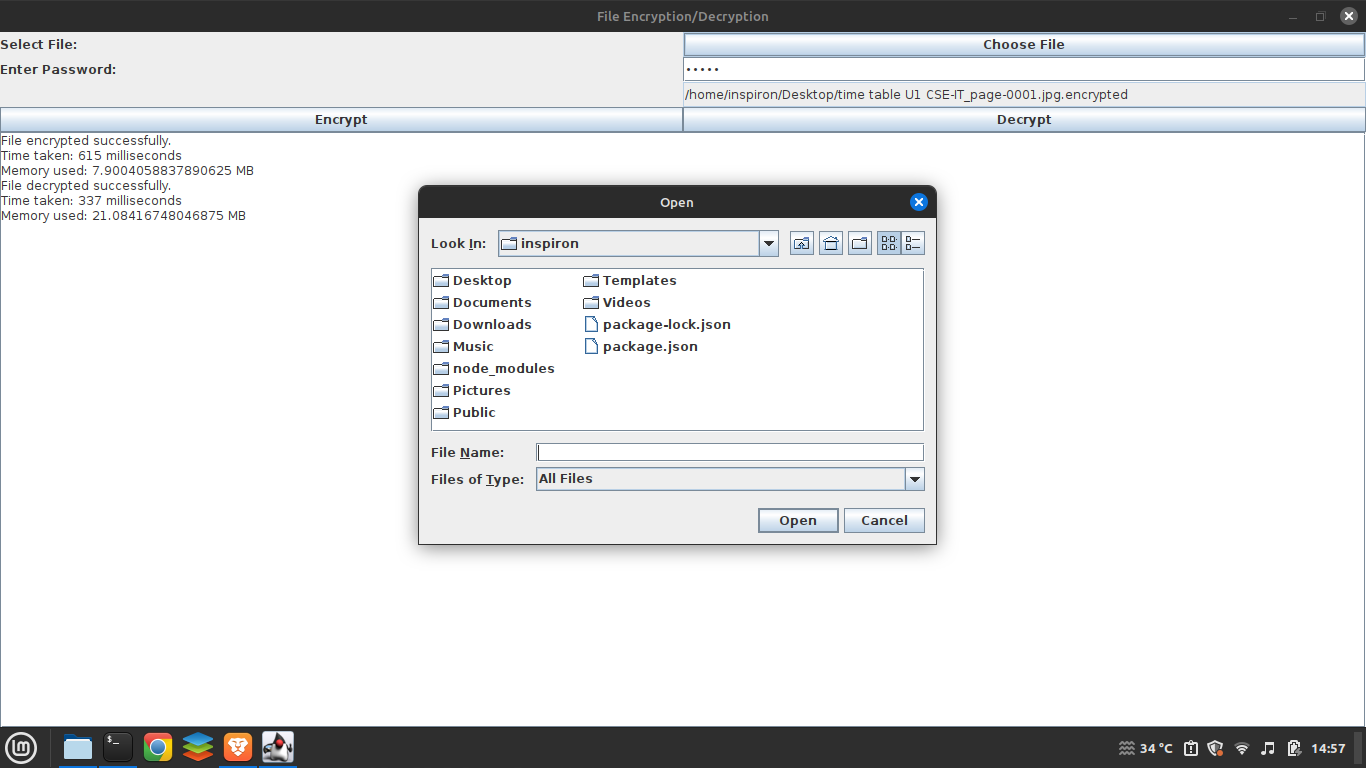 File Encryption/Decryption
Select File:
Choose File
Enter Password:
•••••
/home/inspiron/Desktop/time table U1 CSE-IT_page-0001.jpg.encrypted
Encrypt
Decrypt
File encrypted successfully.
Time taken: 615 milliseconds
Memory used: 7.9004058837890625 MB
File decrypted successfully.
Time taken: 337 milliseconds
Memory used: 21.08416748046875 MB
Open
Look In:
inspiron
Desktop
Documents
Downloads
Music
node_modules
Pictures
Public
Templates
Videos
package-lock.json
package.json
File Name:
Files of Type:
All Files
Open
Cancel
$_
34 °C
14:57